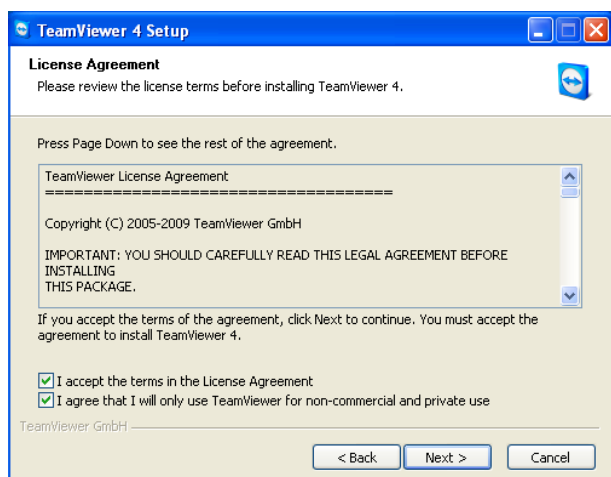 TeamViewer 4 Setup
License Agreement
Please review the license terms before installing TeamViewer 4.
Press Page Down to see the rest of the agreement.
TeamViewer License Agreement
=====================================
Copyright (C) 2005-2009 TeamViewer GmbH
IMPORTANT: YOU SHOULD CAREFULLY READ THIS LEGAL AGREEMENT BEFORE
INSTALLING
THIS PACKAGE.
If you accept the terms of the agreement, click Next to continue. You must accept the
agreement to install TeamViewer 4.
I accept the terms in the License Agreement
I agree that I will only use TeamViewer for non-commercial and private use
TeamViewer GmbH
< Back Next > Cancel